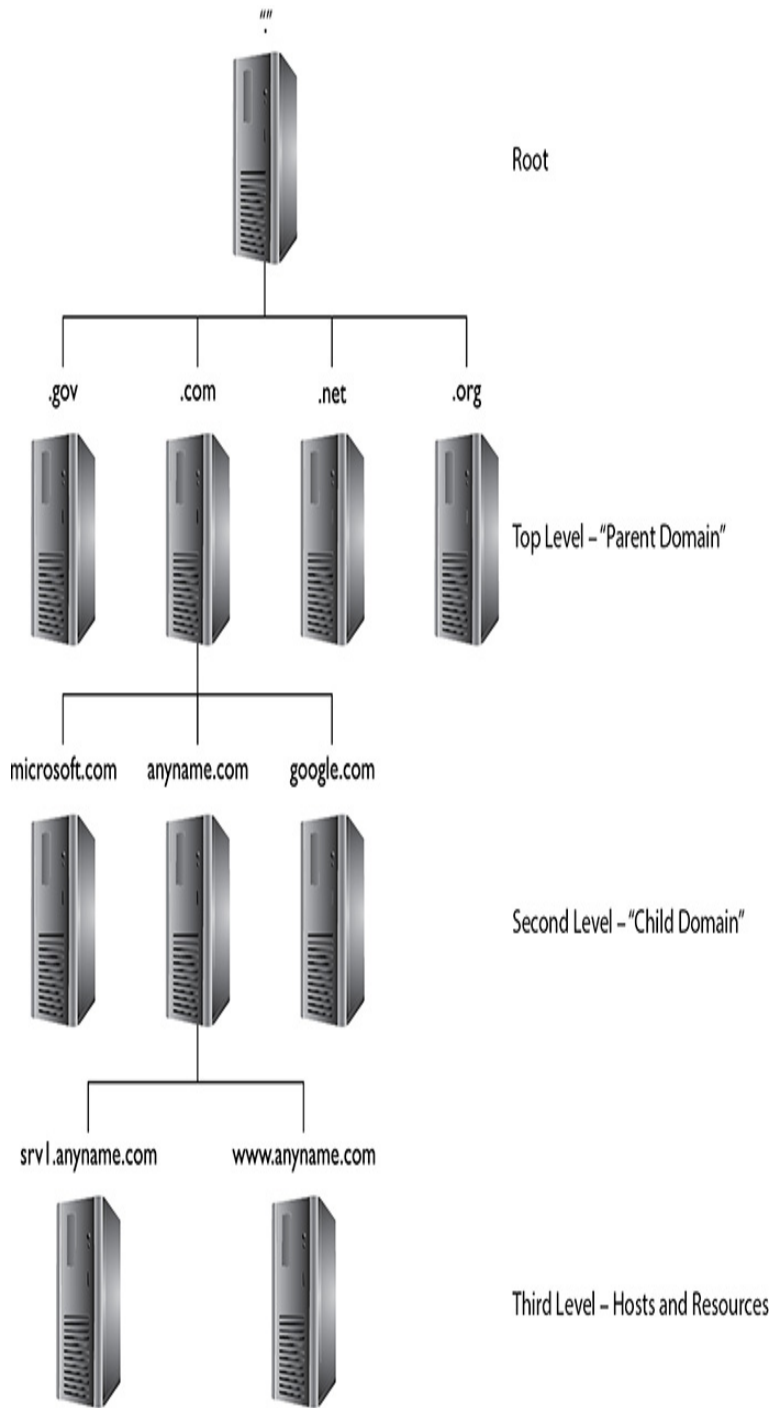 “.”
Root
.gov .com .net .org
Top Level – “Parent Domain”
microsoft.com anyname.com google.com
Second Level – “Child Domain”
srv1.anyname.com www.anyname.com
Third Level – Hosts and Resources